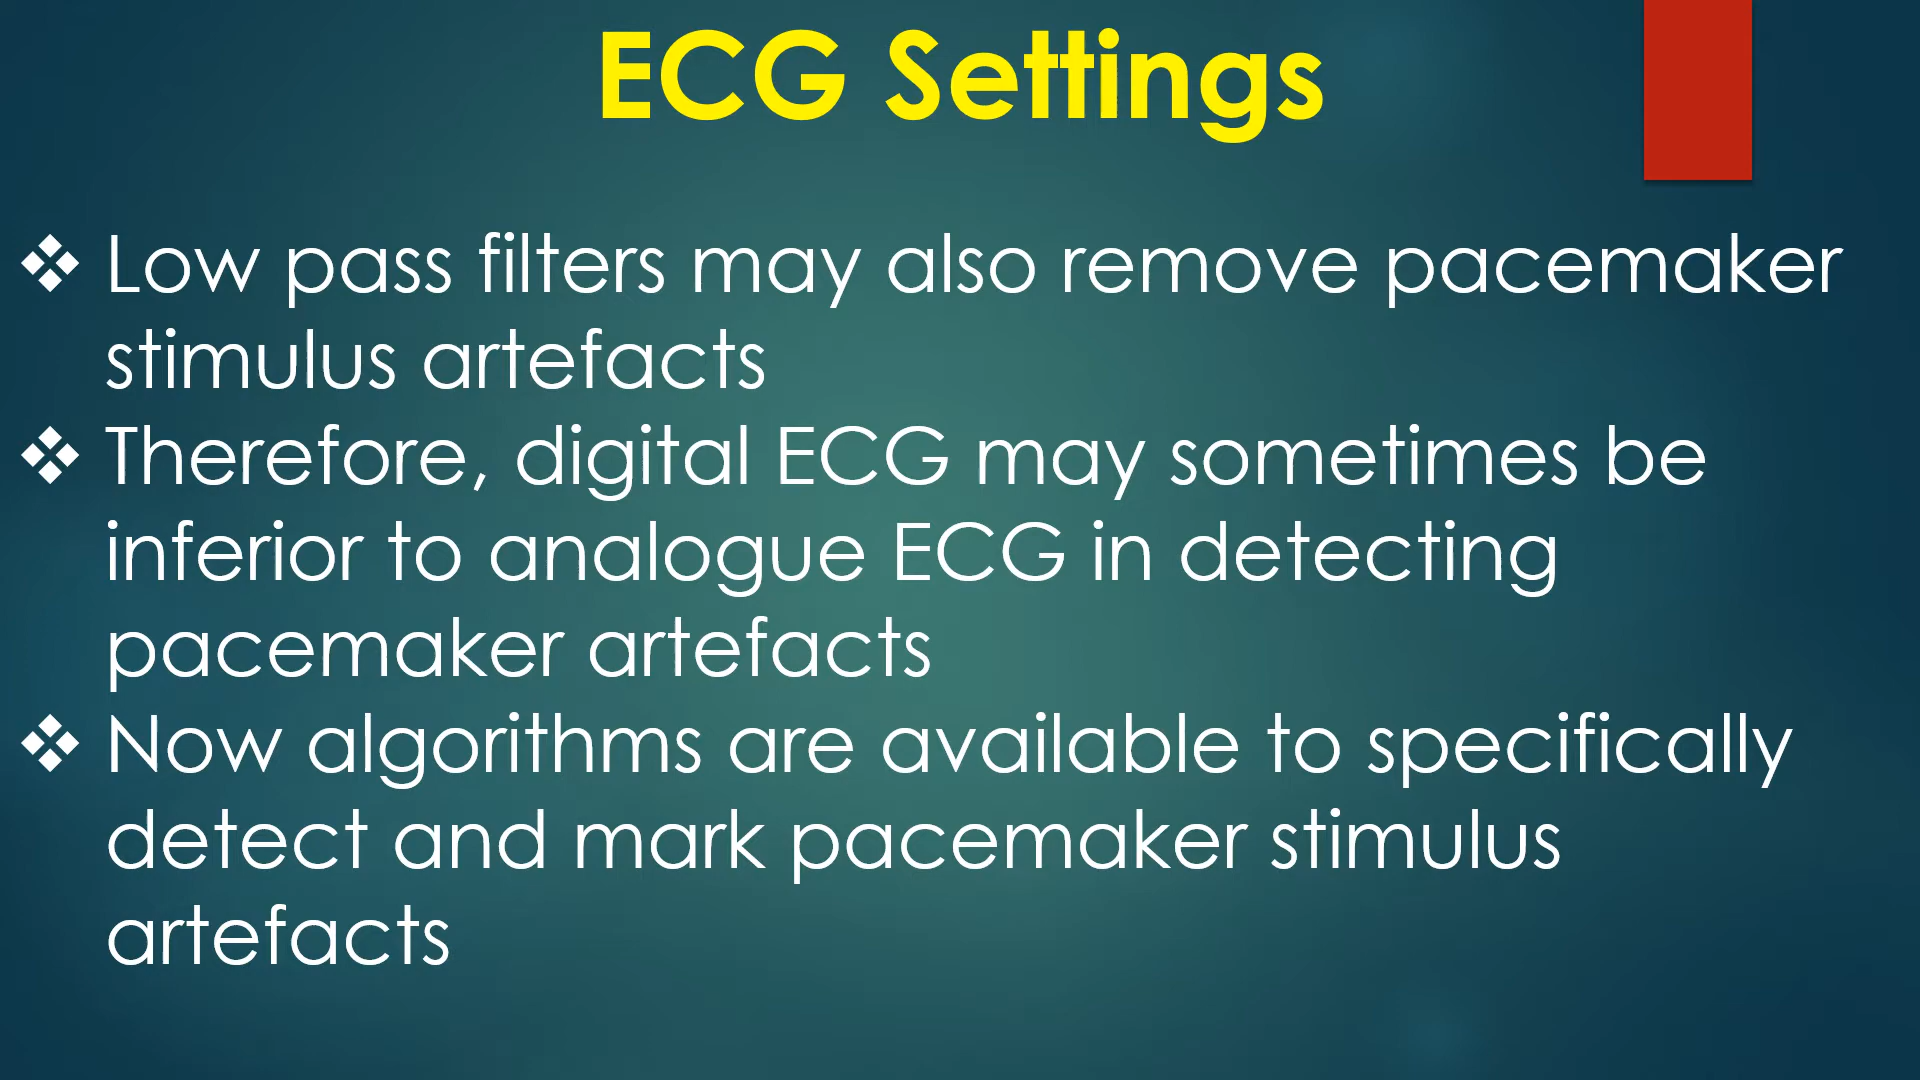 ECG Settings
❖ Low pass filters may also remove pacemaker
stimulus artefacts
❖ Therefore, digital ECG may sometimes be
inferior to analogue ECG in detecting
pacemaker artefacts
❖ Now algorithms are available to specifically
detect and mark pacemaker stimulus
artefacts